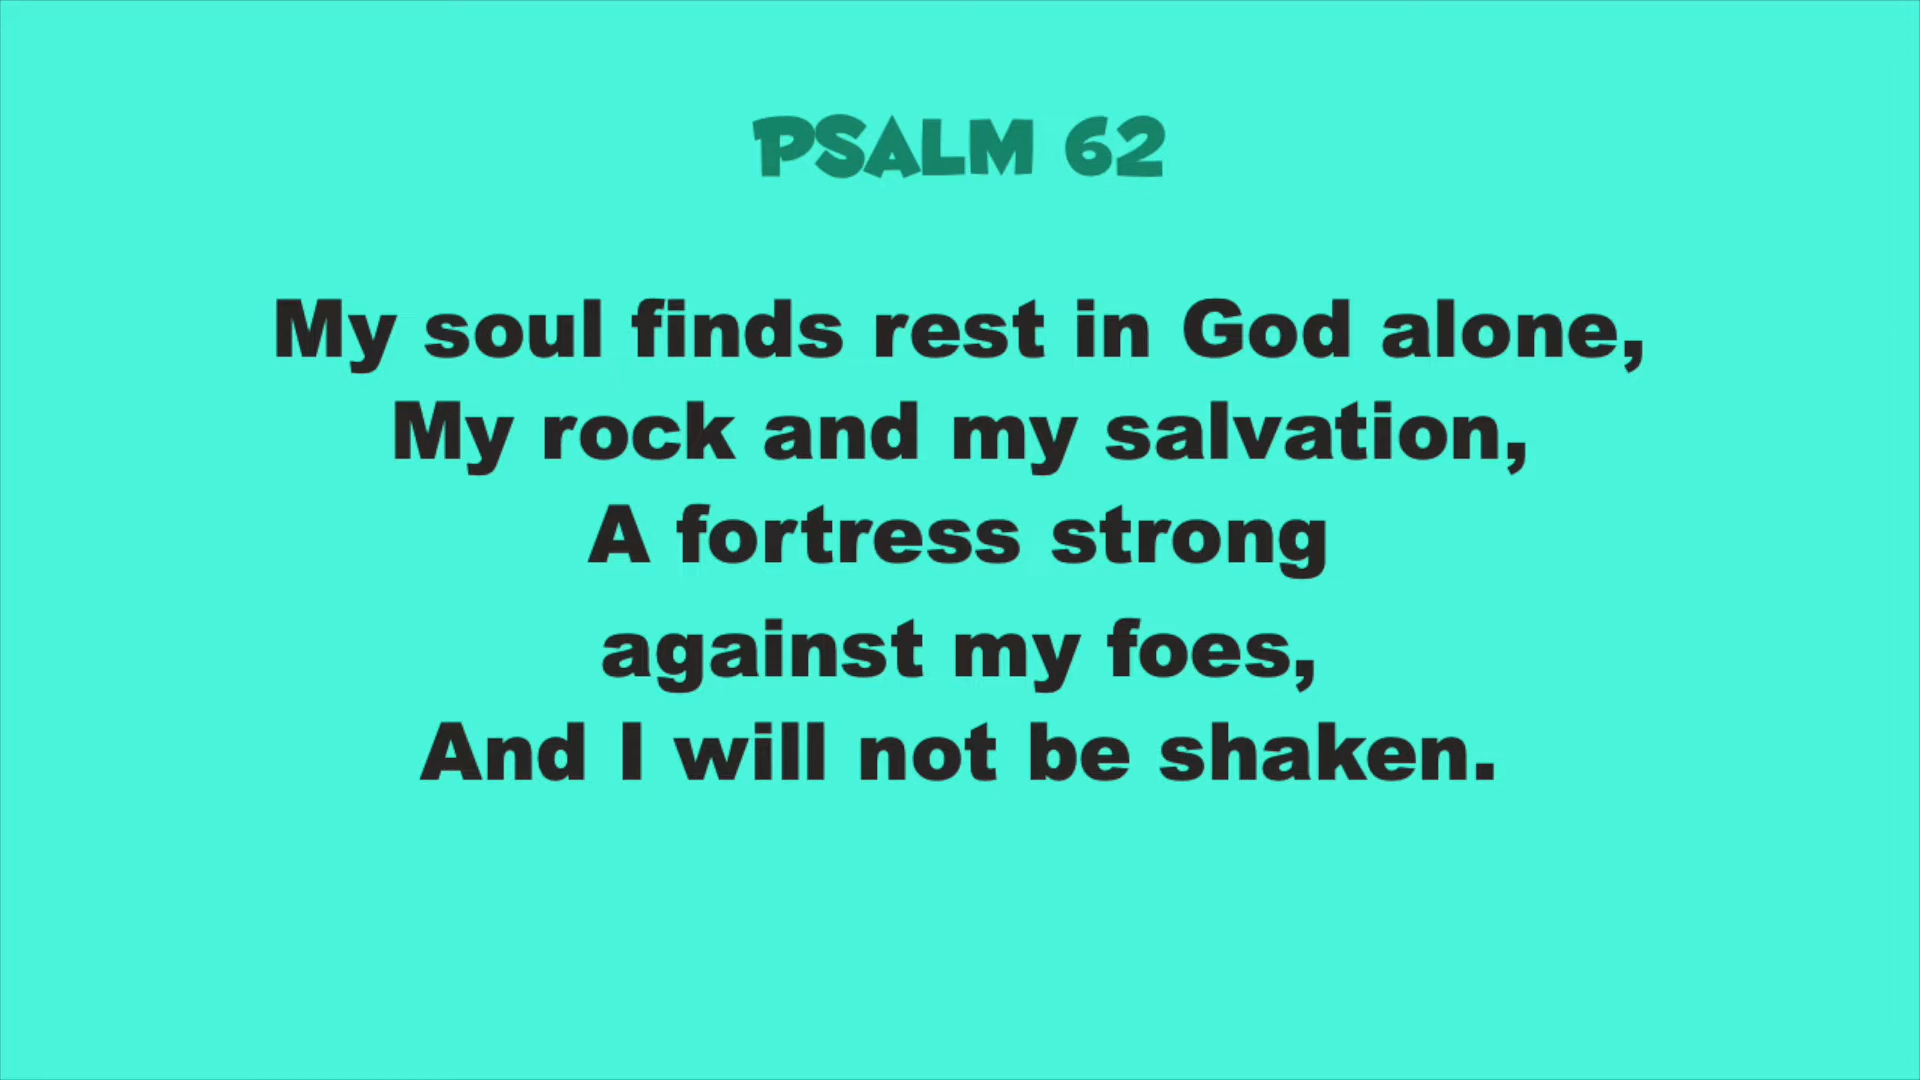 PSALM 62
My soul finds rest in God alone,
My rock and my salvation,
A fortress strong
against my foes,
And I will not be shaken.